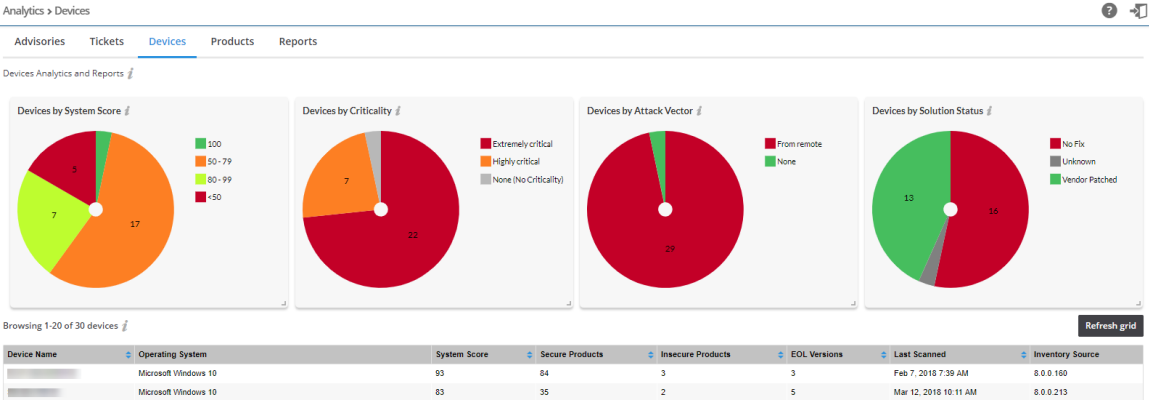 Analytics > Devices
Advisories Tickets Devices Products Reports
Devices Analytics and Reports
Devices by System Score
100
50 - 79
80 - 99
<50
5
7
17
Devices by Criticality
Extremely critical
Highly critical
None (No Criticality)
7
22
Devices by Attack Vector
From remote
None
29
Devices by Solution Status
No Fix
Unknown
Vendor Patched
13
16
Browsing 1-20 of 30 devices
Refresh grid
Device Name Operating System System Score Secure Products Insecure Products EOL Versions Last Scanned Inventory Source
Microsoft Windows 10 93 84 3 3 Feb 7, 2018 7:39 AM 8.0.0.160
Microsoft Windows 10 83 35 2 5 Mar 12, 2018 10:11 AM 8.0.0.213